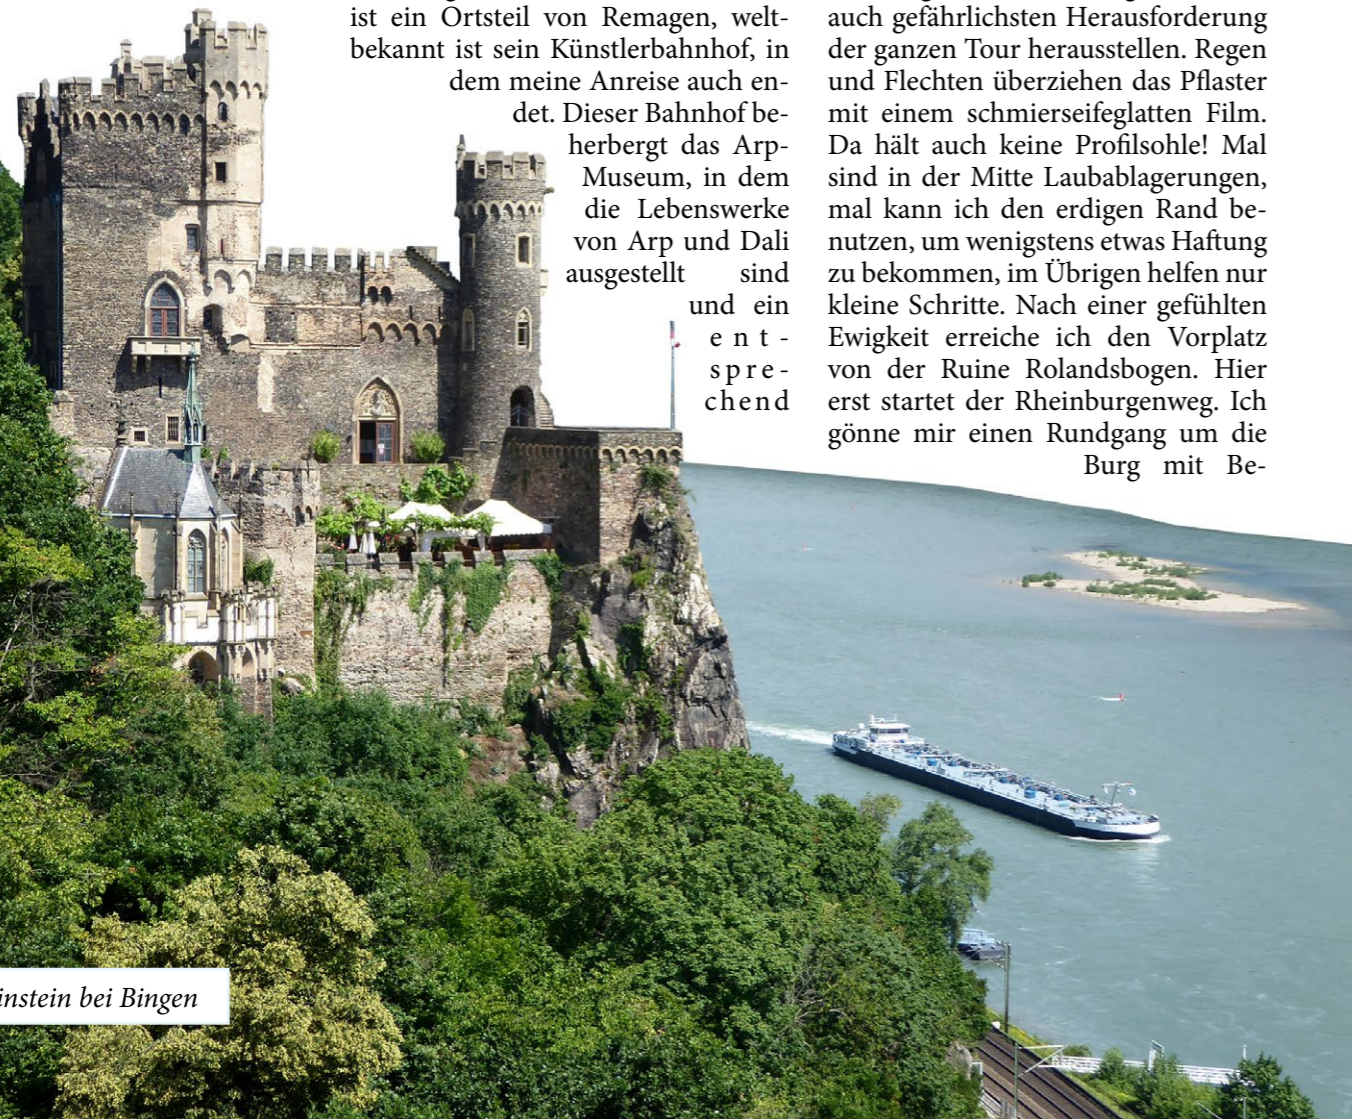 ist ein Ortsteil von Remagen, welt-
bekannt ist sein Künstlerbahnhof, in
dem meine Anreise auch en-
det. Dieser Bahnhof be-
herbergt das Arp-
Museum, in dem
die Lebenswerke
von Arp und Dali
ausgestellt sind
und ein
ent-
spre-
chend
auch gefährlichsten Herausforderung
der ganzen Tour herausstellen. Regen
und Flechten überziehen das Pflaster
mit einem schmierseifeglatten Film.
Da hält auch keine Profilsohle! Mal
sind in der Mitte Laubablagerungen,
mal kann ich den erdigen Rand be-
nutzen, um wenigstens etwas Haftung
zu bekommen, im Übrigen helfen nur
kleine Schritte. Nach einer gefühlten
Ewigkeit erreiche ich den Vorplatz
von der Ruine Rolandsbogen. Hier
erst startet der Rheinburgenweg. Ich
gönne mir einen Rundgang um die
Burg mit Be-
instein bei Bingen